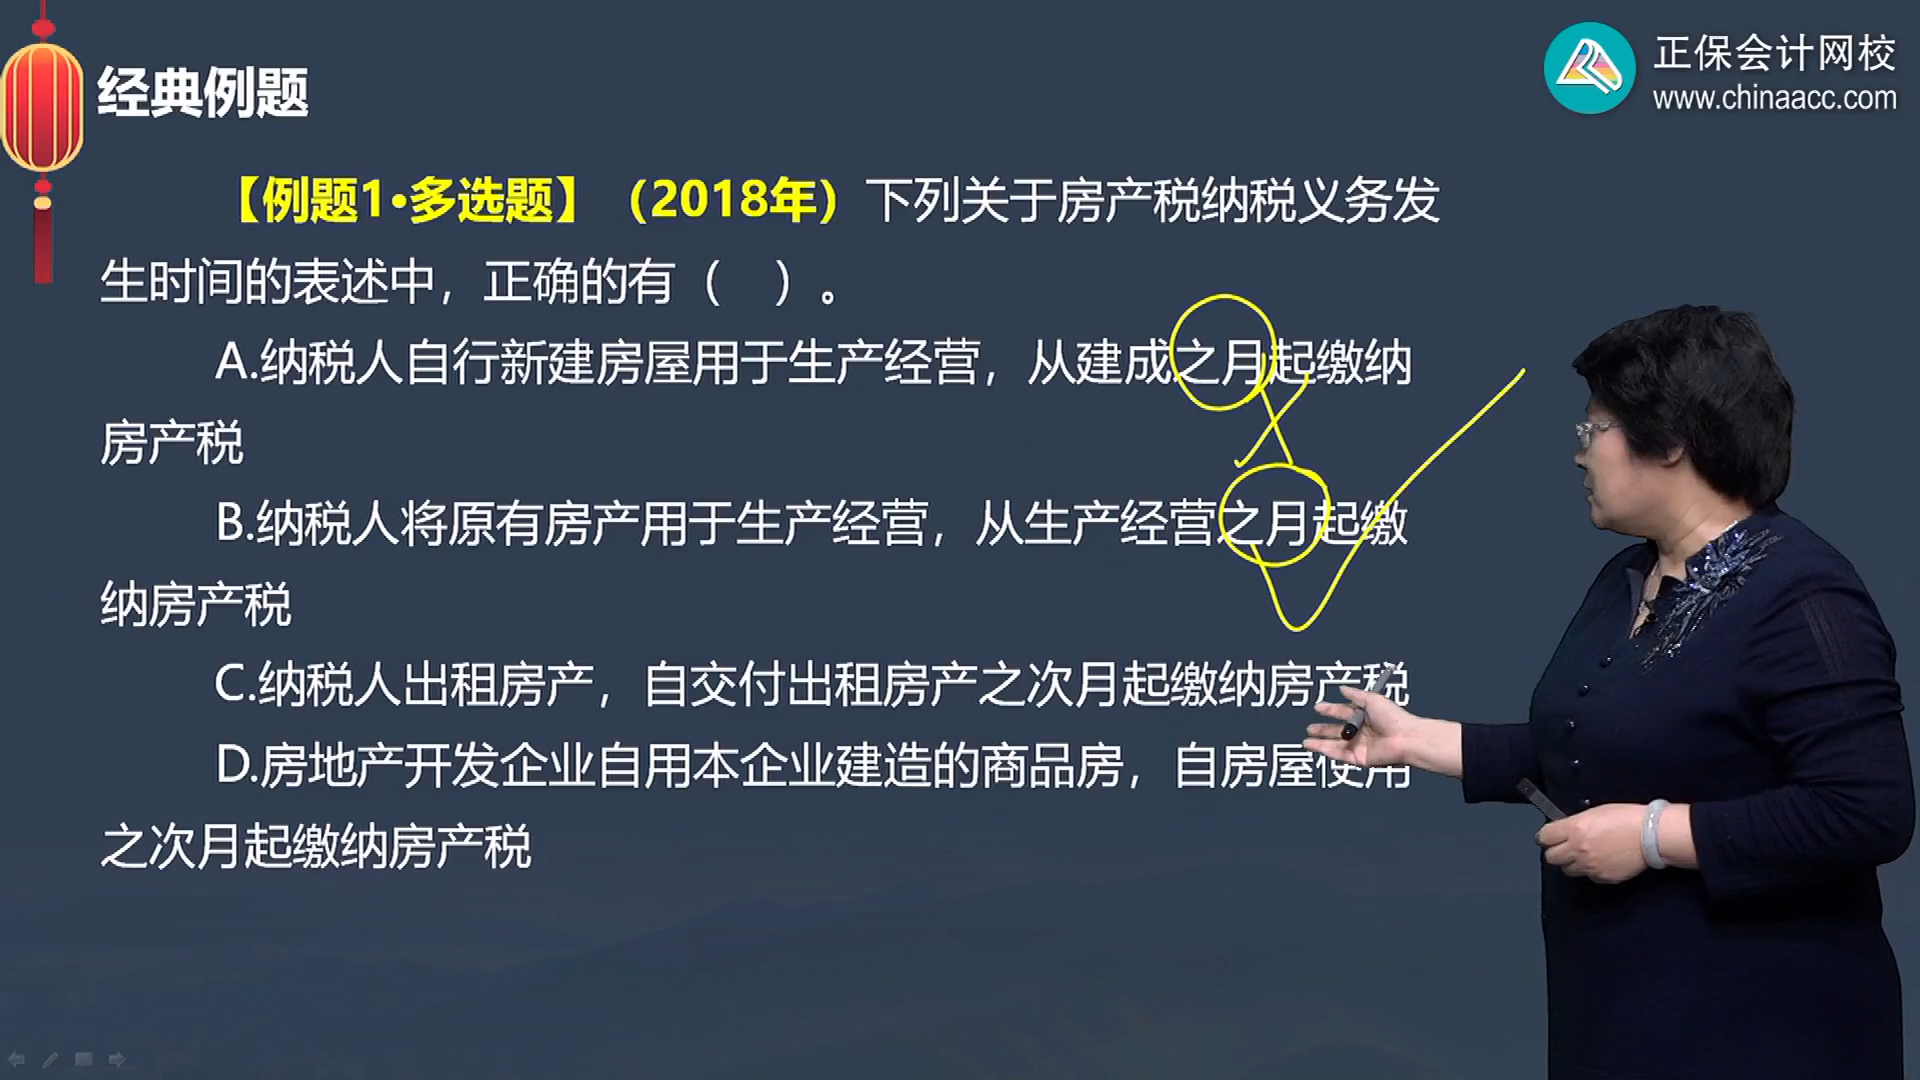 正保会计网校
www.chinaacc.com
经典例题
【例题1•多选题】（2018年）下列关于房产税纳税义务发
生时间的表述中，正确的有（　）。
A.纳税人自行新建房屋用于生产经营，从建成之月起缴纳
房产税
B.纳税人将原有房产用于生产经营，从生产经营之月起缴
纳房产税
C.纳税人出租房产，自交付出租房产之次月起缴纳房产税
D.房地产开发企业自用本企业建造的商品房，自房屋使用
之次月起缴纳房产税